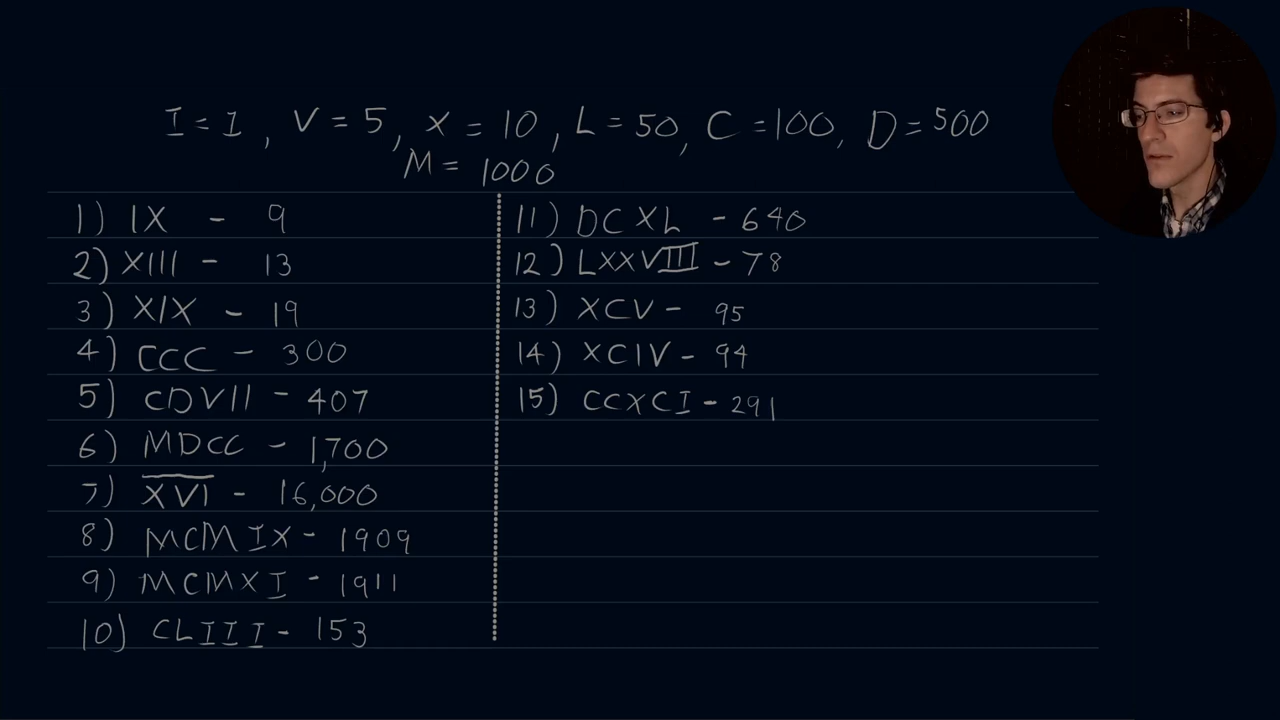 I = I, V = 5, X = 10, L = 50, C = 100, D = 500
M = 1000
1) IX - 9
2) XIII - 13
3) XIX - 19
4) CCC - 300
5) CDVII - 407
6) MDCC - 1,700
7) X̅V̅I̅ - 16,000
8) MCMIX - 1909
9) MCMXI - 1911
10) CLIII - 153
11) DCXL - 640
12) LXXVIII - 78
13) XCV - 95
14) XCIV - 94
15) CCXCI - 291